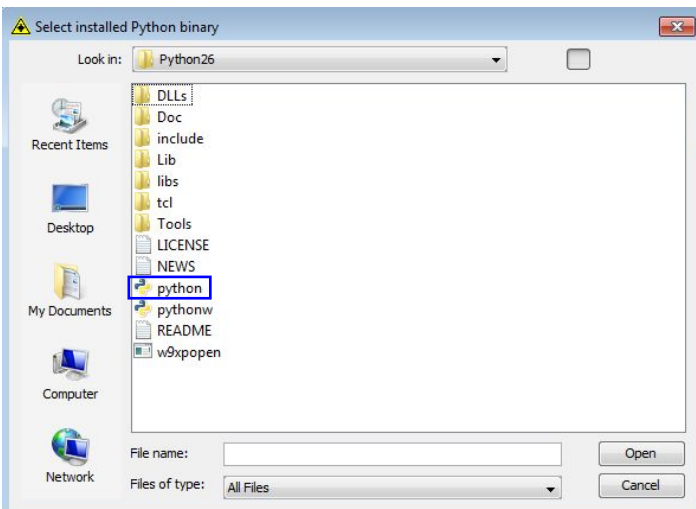 Select installed Python binary
Look in: Python26
Recent Items
Desktop
My Documents
Computer
Network
DLLs
Doc
include
Lib
libs
tcl
Tools
LICENSE
NEWS
python
pythonw
README
w9xpopen
File name: Open
Files of type: All Files Cancel